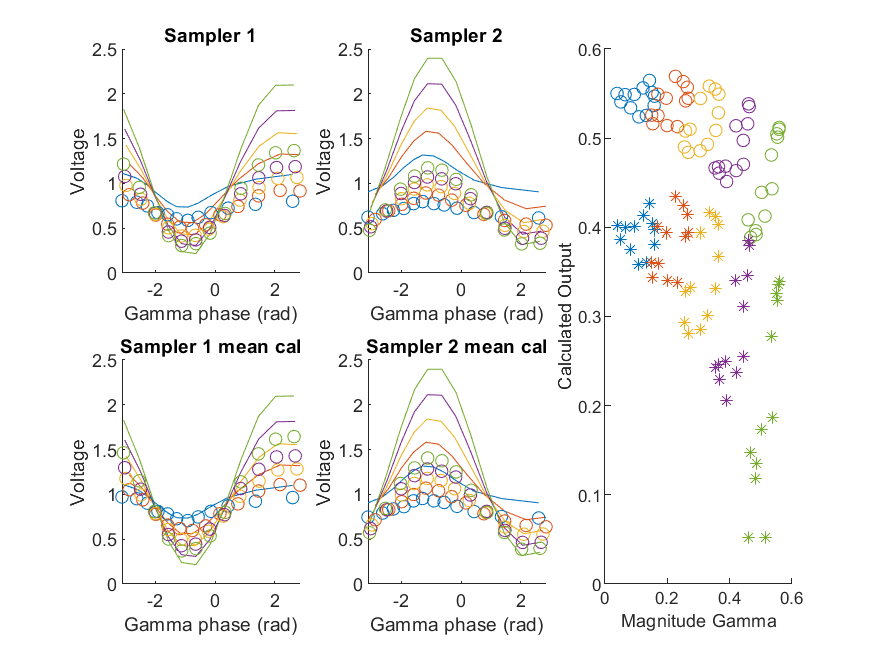 Sampler 1
2.5
2
1.5
1
0.5
0
Voltage
-2 0 2
Gamma phase (rad)
Sampler 2
2.5
2
1.5
1
0.5
0
Voltage
-2 0 2
Gamma phase (rad)
Sampler 1 mean cal
2.5
2
1.5
1
0.5
0
Voltage
-2 0 2
Gamma phase (rad)
Sampler 2 mean cal
2.5
2
1.5
1
0.5
0
Voltage
-2 0 2
Gamma phase (rad)
0.6
0.5
0.4
0.3
0.2
0.1
0
Calculated Output
0 0.2 0.4 0.6
Magnitude Gamma